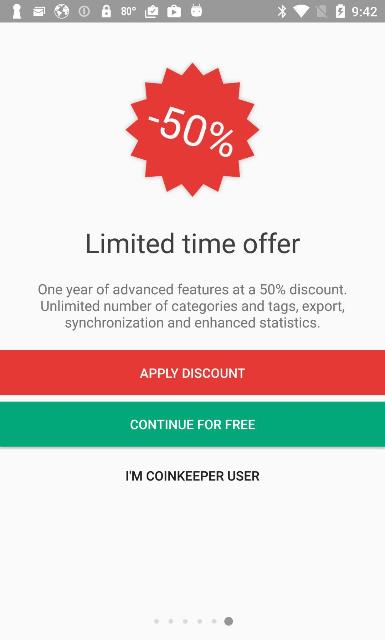 80° 9:42
-50%
Limited time offer
One year of advanced features at a 50% discount.
Unlimited number of categories and tags, export,
synchronization and enhanced statistics.
APPLY DISCOUNT
CONTINUE FOR FREE
I'M COINKEEPER USER